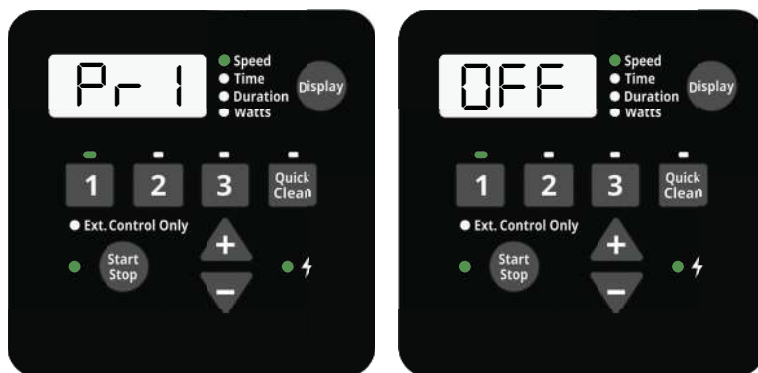 Pr 1
Speed
Time
Duration
Watts
Display
1 2 3 Quick Clean
Ext. Control Only
Start Stop
+
−
OFF
Speed
Time
Duration
Watts
Display
1 2 3 Quick Clean
Ext. Control Only
Start Stop
+
−